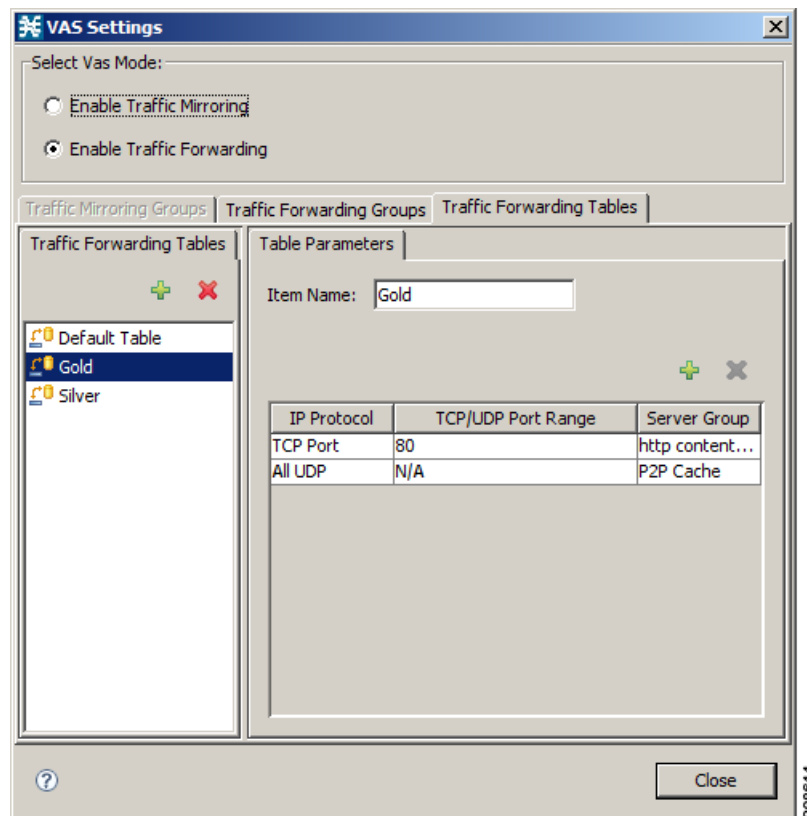 VAS Settings
Select Vas Mode:
Enable Traffic Mirroring
Enable Traffic Forwarding
Traffic Mirroring Groups Traffic Forwarding Groups Traffic Forwarding Tables
Traffic Forwarding Tables
Default Table
Gold
Silver
Table Parameters
Item Name: Gold
IP Protocol TCP/UDP Port Range Server Group
TCP Port 80 http content...
All UDP N/A P2P Cache
Close